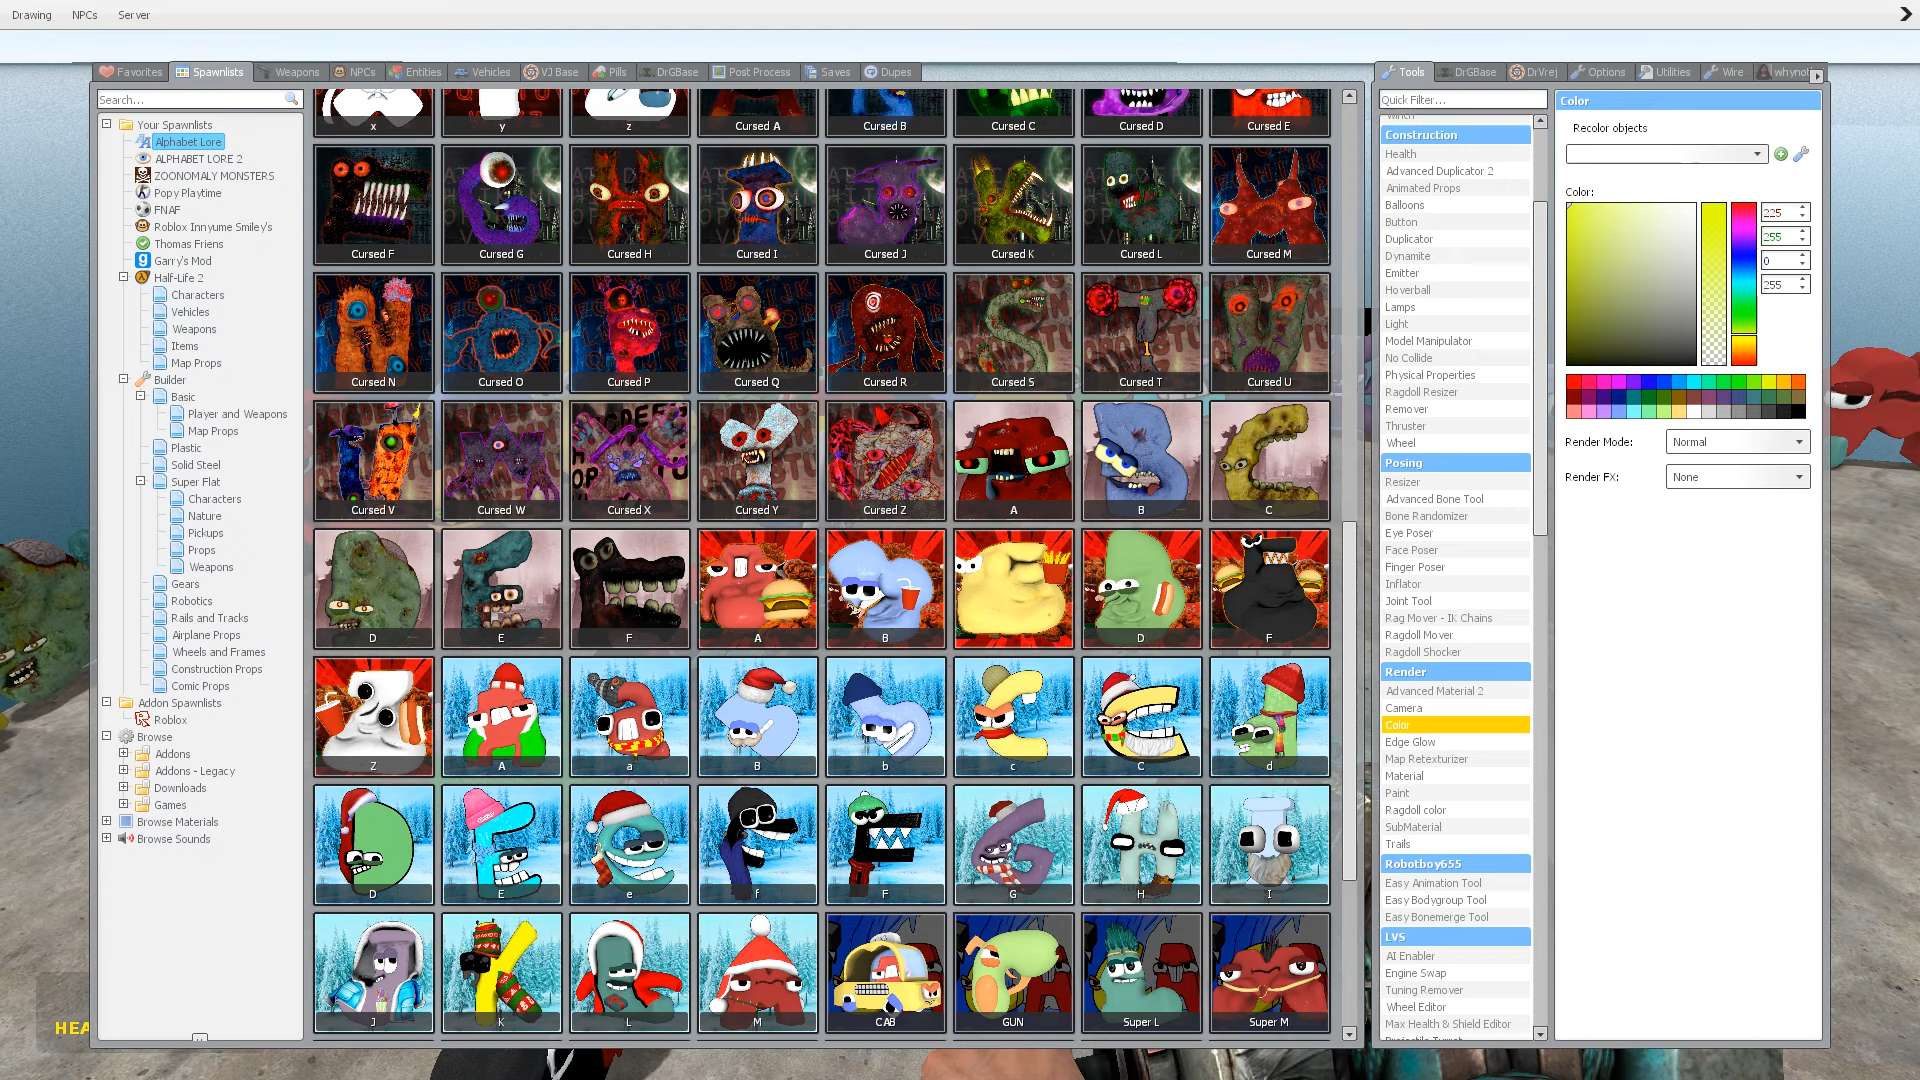 Drawing NPCs Server
Favorites Spawnlists Weapons NPCs Entities Vehicles VJ Base Pills DrGBase Post Process Saves Dupes
Search...
Your Spawnlists
Alphabet Lore
ALPHABET LORE 2
ZOONOMALY MONSTERS
Popy Playtime
FNAF
Roblox Innyume Smiley's
Thomas Friens
Garry's Mod
Half-Life 2
Characters
Vehicles
Weapons
Items
Map Props
Builder
Basic
Player and Weapons
Map Props
Plastic
Solid Steel
Super Flat
Characters
Nature
Pickups
Props
Weapons
Gears
Robotics
Rails and Tracks
Airplane Props
Wheels and Frames
Construction Props
Comic Props
Addon Spawnlists
Roblox
Browse
Addons
Addons - Legacy
Downloads
Games
Browse Materials
Browse Sounds
HEA
x y z Cursed A Cursed B Cursed C Cursed D Cursed E
Cursed F Cursed G Cursed H Cursed I Cursed J Cursed K Cursed L Cursed M
Cursed N Cursed O Cursed P Cursed Q Cursed R Cursed S Cursed T Cursed U
Cursed V Cursed W Cursed X Cursed Y Cursed Z A B C
D E F A B C D F
Z A a B b c C d
D E e f F G H I
J K L M CAB GUN Super L Super M
Tools DrGBase DrVrej Options Utilities Wire whyno
Quick Filter...
Winch
Construction
Health
Advanced Duplicator 2
Animated Props
Balloons
Button
Duplicator
Dynamite
Emitter
Hoverball
Lamps
Light
Model Manipulator
No Collide
Physical Properties
Ragdoll Resizer
Remover
Thruster
Wheel
Posing
Resizer
Advanced Bone Tool
Bone Randomizer
Eye Poser
Face Poser
Finger Poser
Inflator
Joint Tool
Rag Mover - IK Chains
Ragdoll Mover
Ragdoll Shocker
Render
Advanced Material 2
Camera
Color
Edge Glow
Map Retexturizer
Material
Paint
Ragdoll color
SubMaterial
Trails
Robotboy655
Easy Animation Tool
Easy Bodygroup Tool
Easy Bonemerge Tool
LVS
AI Enabler
Engine Swap
Tuning Remover
Wheel Editor
Max Health & Shield Editor
Projectile Turret
Color
Recolor objects
Color:
225
255
0
255
Render Mode: Normal
Render FX: None